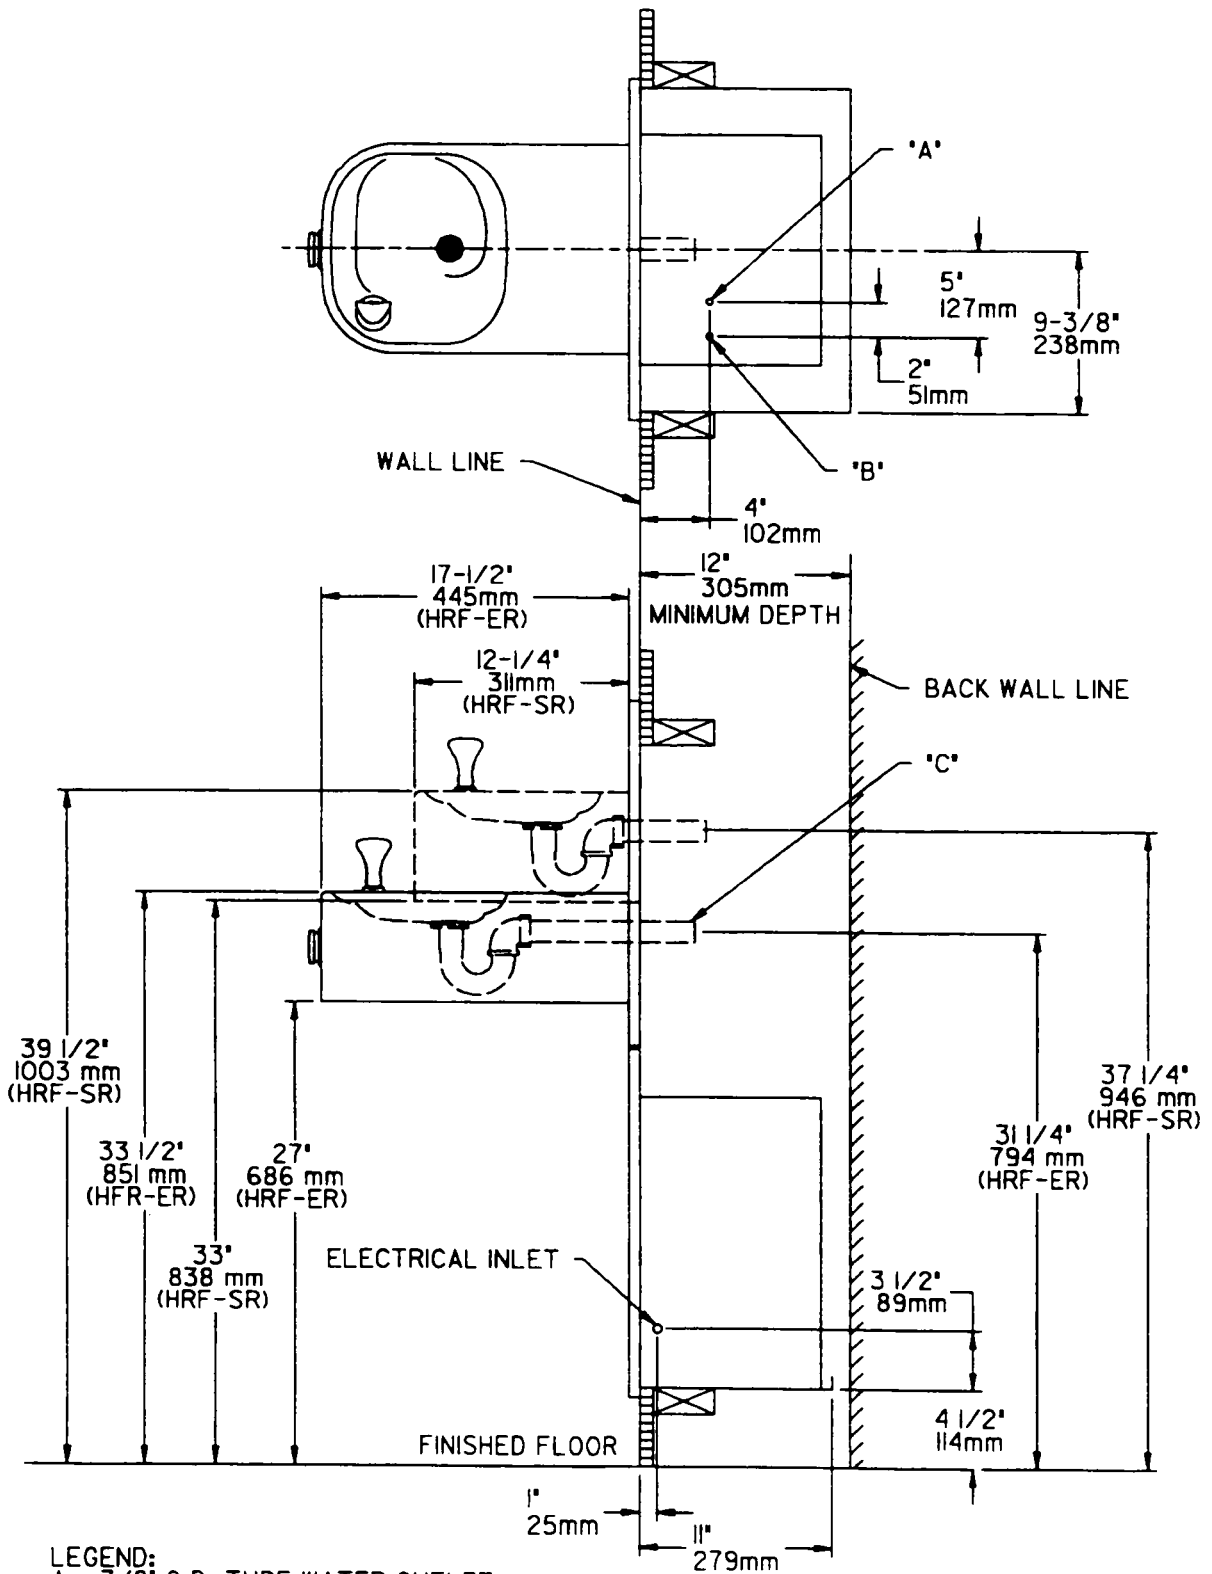 "A"
5"
127mm
9-3/8"
238mm
2"
51mm
"B"
WALL LINE
4"
102mm
12"
305mm
MINIMUM DEPTH
17-1/2"
445mm
(HRF-ER)
12-1/4"
311mm
(HRF-SR)
BACK WALL LINE
"C"
39 1/2"
1003 mm
(HRF-SR)
33 1/2"
851 mm
(HFR-ER)
33"
838 mm
(HRF-SR)
27"
686 mm
(HRF-ER)
37 1/4"
946 mm
(HRF-SR)
31 1/4"
794 mm
(HRF-ER)
ELECTRICAL INLET
3 1/2"
89mm
4 1/2"
114mm
FINISHED FLOOR
1"
25mm
11"
279mm
LEGEND: